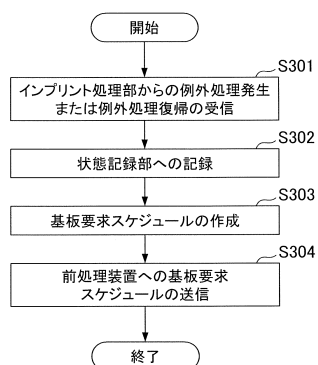 開始
S301
インプリント処理部からの例外処理発生
または例外処理復帰の受信
S302
状態記録部への記録
S303
基板要求スケジュールの作成
S304
前処理装置への基板要求
スケジュールの送信
終了